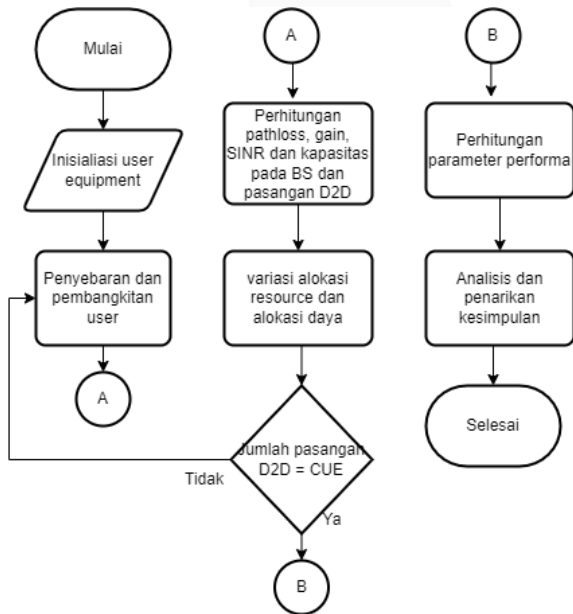 Mulai
Inisialiasi user
equipment
Penyebaran dan
pembangkitan
user
A
A
Perhitungan
pathloss, gain,
SINR dan kapasitas
pada BS dan
pasangan D2D
variasi alokasi
resource dan
alokasi daya
Jumlah pasangan
D2D = CUE
Tidak
Ya
B
B
Perhitungan
parameter performa
Analisis dan
penarikan
kesimpulan
Selesai